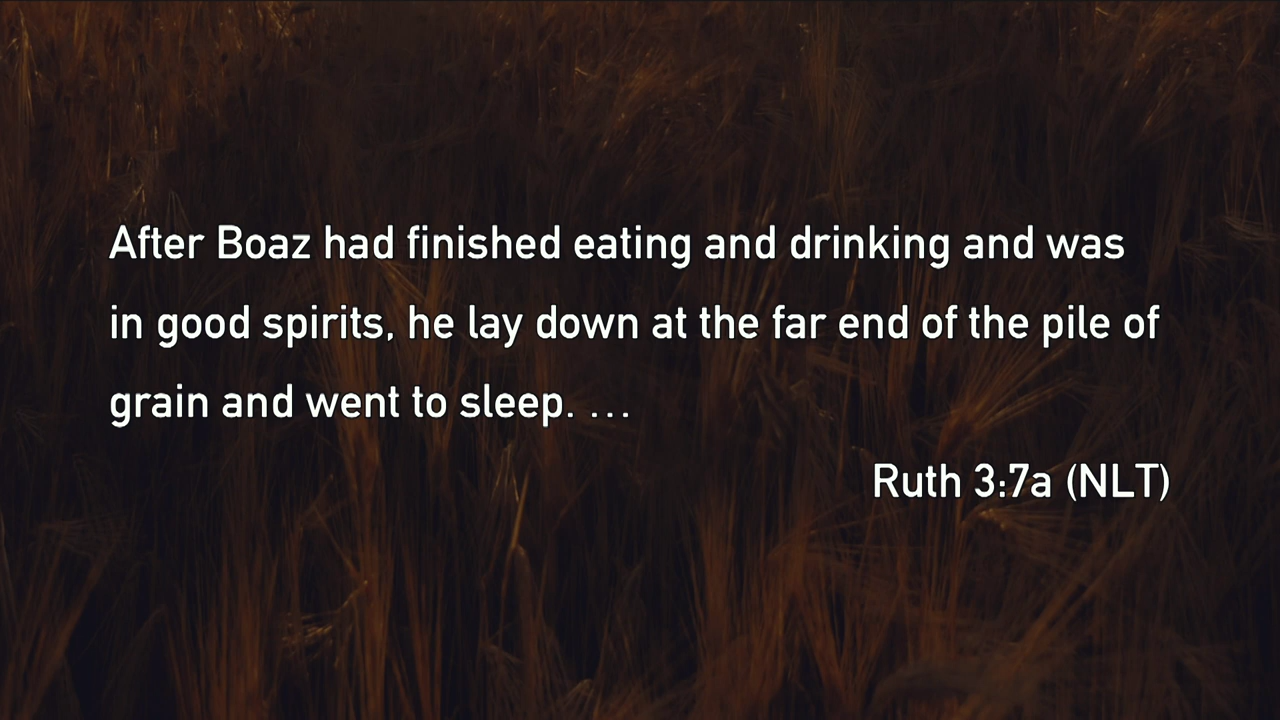 After Boaz had finished eating and drinking and was
in good spirits, he lay down at the far end of the pile of
grain and went to sleep. …
Ruth 3:7a (NLT)